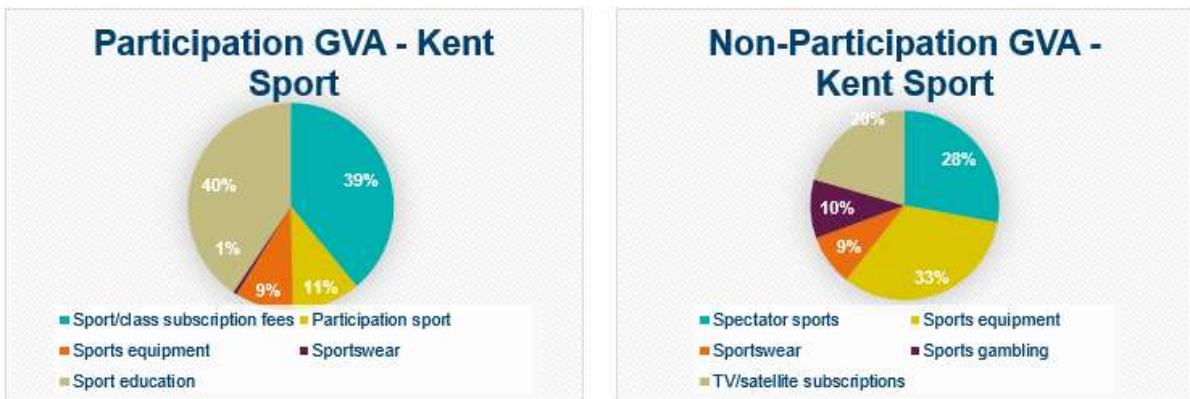 Participation GVA - Kent
Sport
39%
11%
9%
1%
40%
Sport/class subscription fees
Participation sport
Sports equipment
Sportswear
Sport education
Non-Participation GVA -
Kent Sport
28%
33%
9%
10%
20%
Spectator sports
Sports equipment
Sportswear
Sports gambling
TV/satellite subscriptions